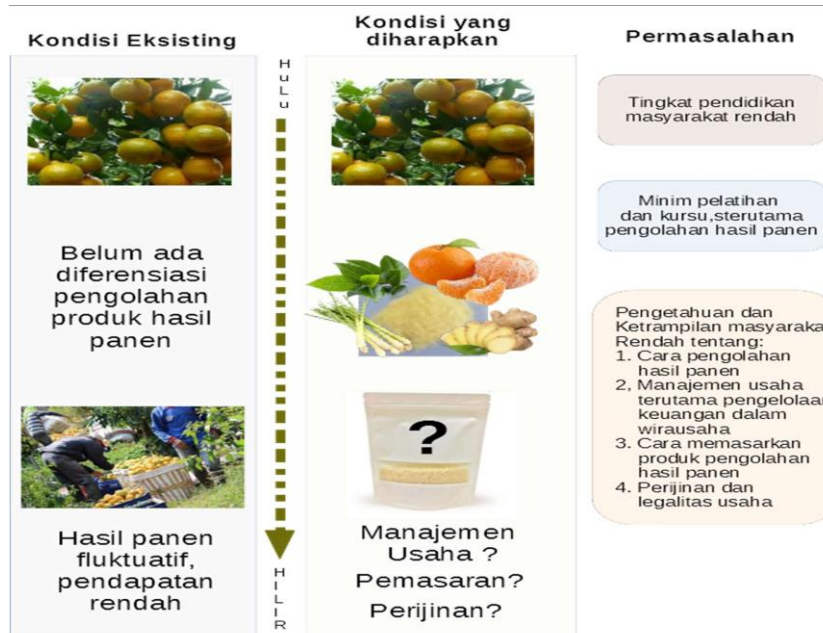 Kondisi Eksisting
Belum ada
diferensiasi
pengolahan
produk hasil
panen
Hasil panen
fluktuatif,
pendapatan
rendah
HuLu
HILIR
Kondisi yang
diharapkan
?
Manajemen
Usaha ?
Pemasaran?
Perijinan?
Permasalahan
Tingkat pendidikan
masyarakat rendah
Minim pelatihan
dan kursu,sterutama
pengolahan hasil panen
Pengetahuan dan
Ketrampilan masyaraka
Rendah tentang:
1. Cara pengolahan
hasil panen
2, Manajemen usaha
terutama pengelolaa
keuangan dalam
wirausaha
3. Cara memasarkan
produk pengolahan
hasil panen
4. Perijinan dan
legalitas usaha